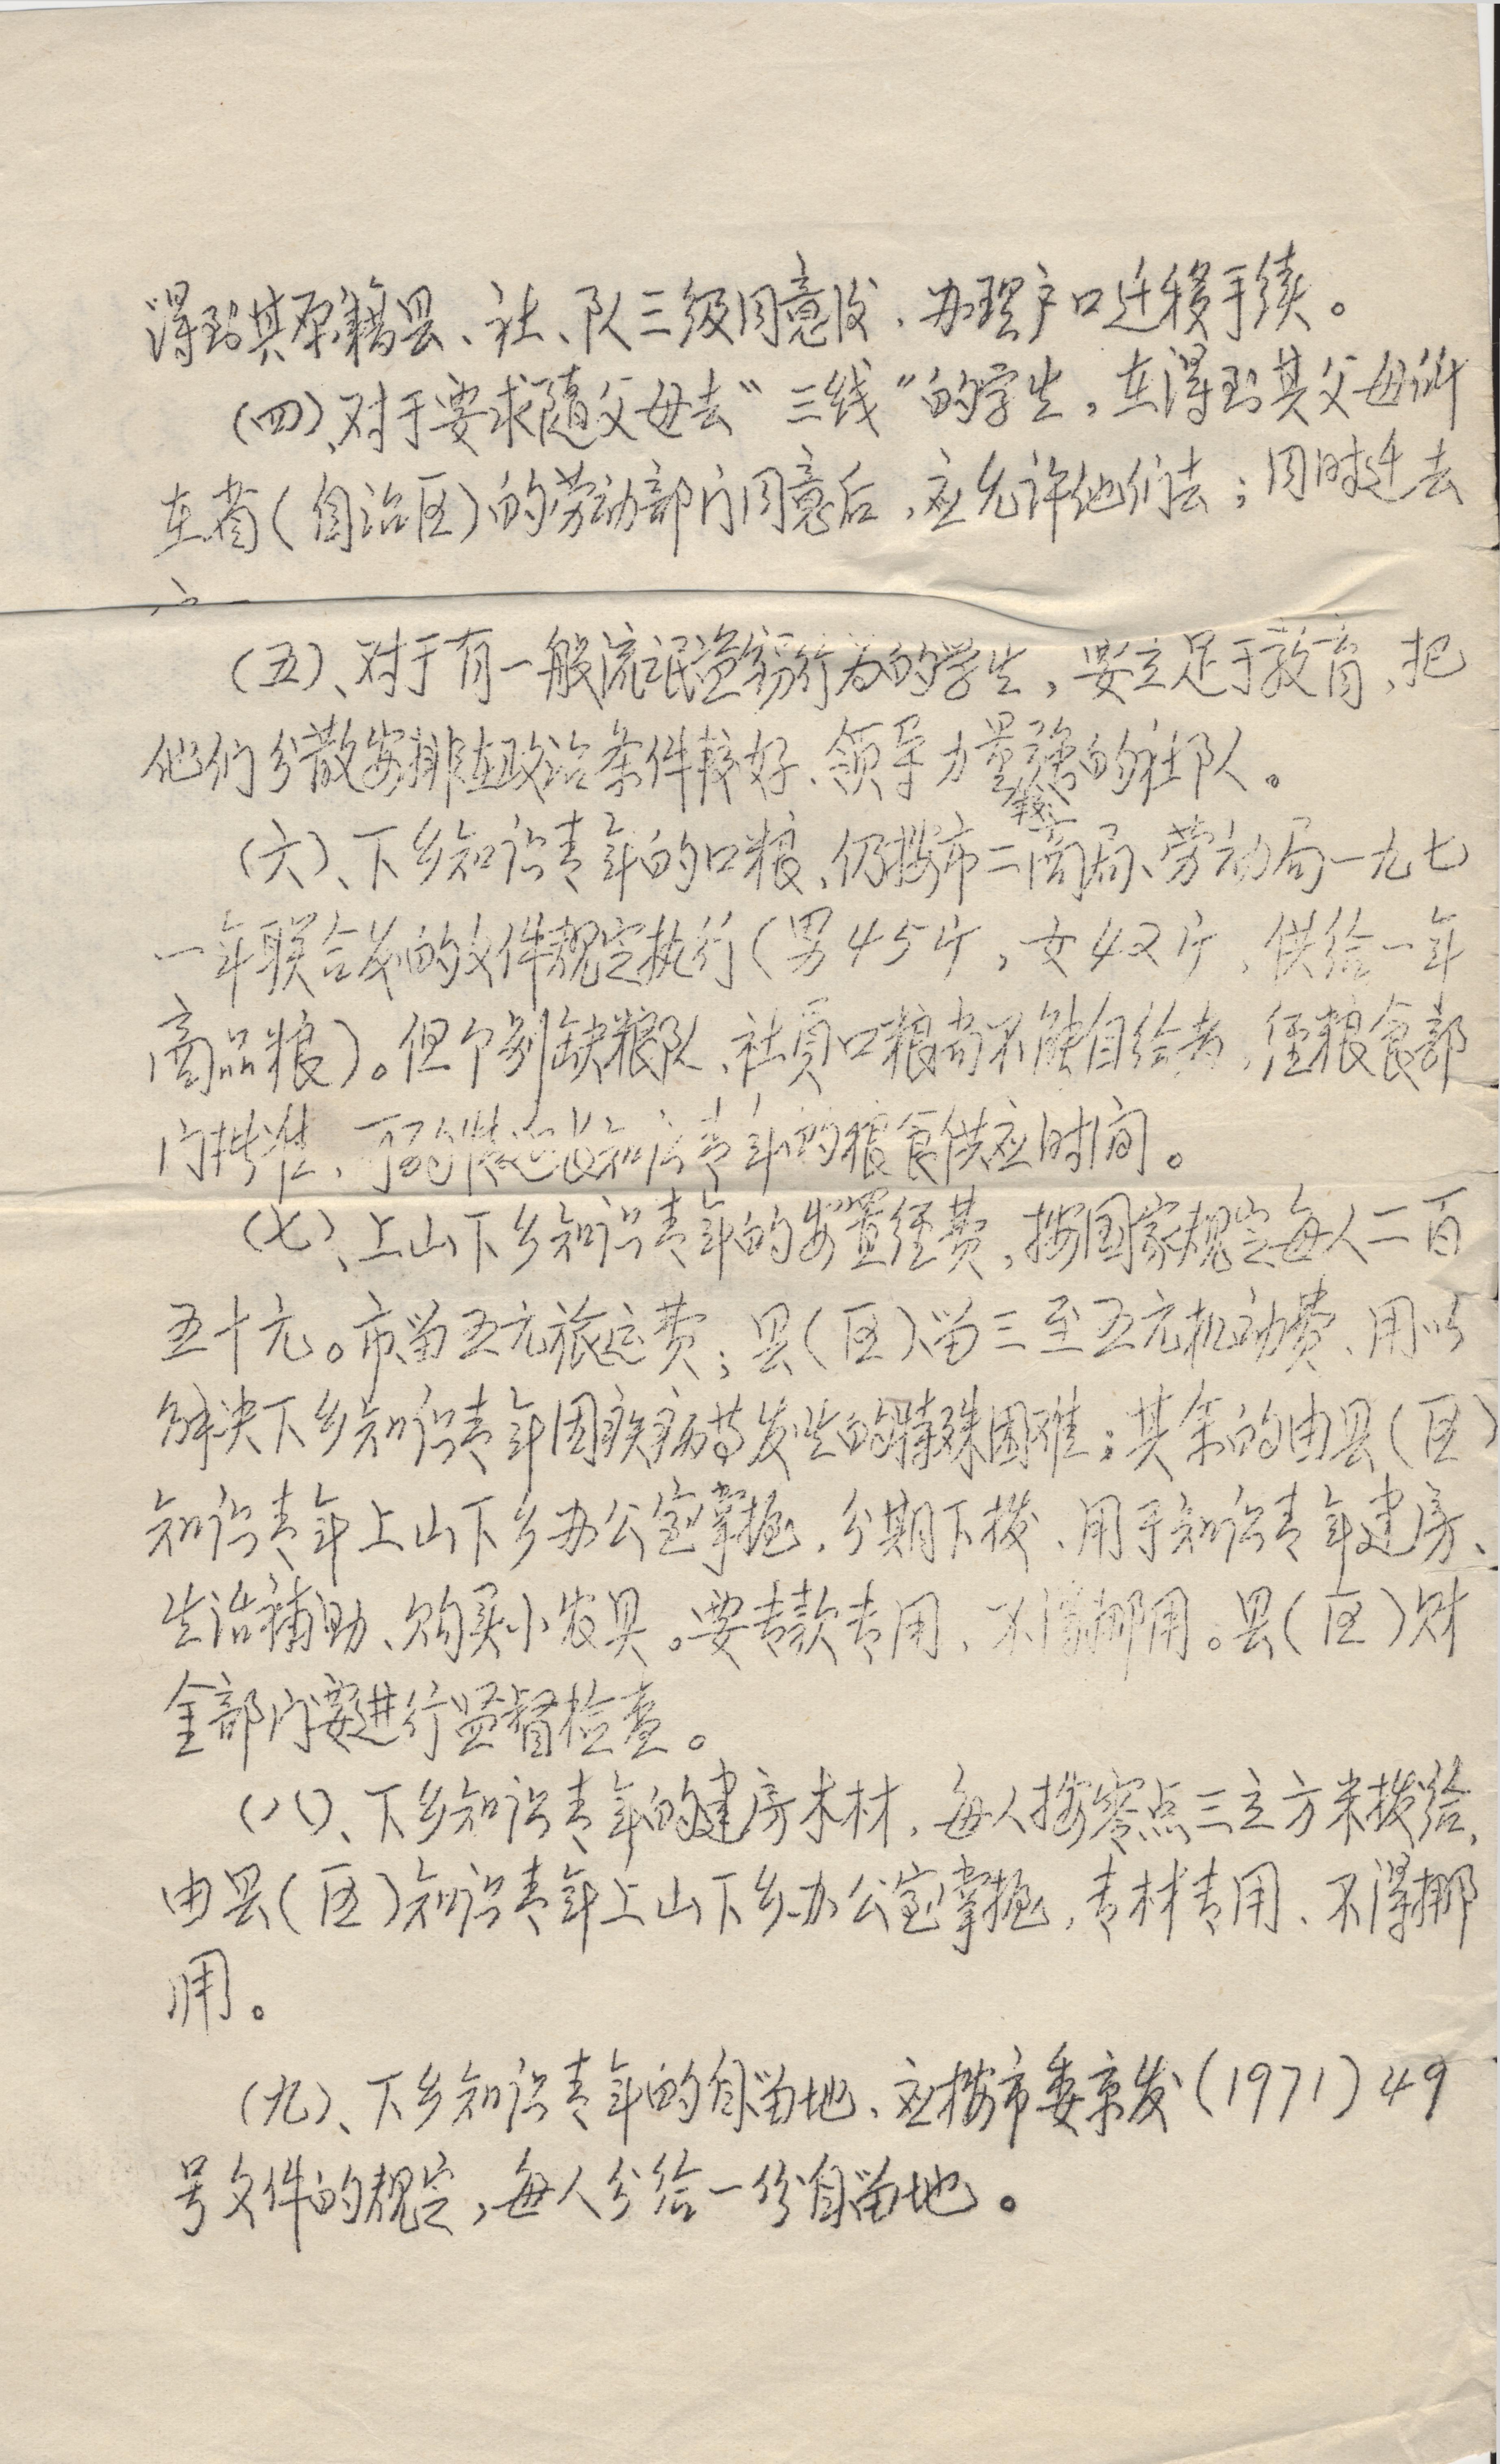 得到其原籍县、社、队三级同意后，办理户口迁移手续。
(四)、对于要求随父母去“三线”的学生，在得到其父母所
在省(自治区)的劳动部门同意后，应允许他们去；同时迁去
(五)、对于有一般流氓盗窃行为的学生，要立足于教育，把
他们分散安排在政治条件较好、领导力量较强的社队。
(六)、下乡知识青年的口粮，仍按市二商局、劳动局一九七
一年联合发的文件规定执行(男45斤，女42斤，供给一年
商品粮)。但个别缺粮队，社员口粮尚不能自给者，经粮食部
门批准，可酌情延长知识青年的粮食供应时间。
(七)、上山下乡知识青年的安置经费，按国家规定每人二百
五十元。市留五元旅运费；县(区)留三至五元机动费，用以
解决下乡知识青年因疾病等发生的特殊困难；其余的由县(区)
知识青年上山下乡办公室掌握，分期下拨，用于知识青年建房、
生活补助、购买小农具。要专款专用，不得挪用。县(区)财
金部门要进行监督检查。
(八)、下乡知识青年的建房木材，每人按零点三立方米拨给，
由县(区)知识青年上山下乡办公室掌握，专材专用，不得挪
用。
(九)、下乡知识青年的自留地，应按市委京发(1971)49
号文件的规定，每人分给一份自留地。